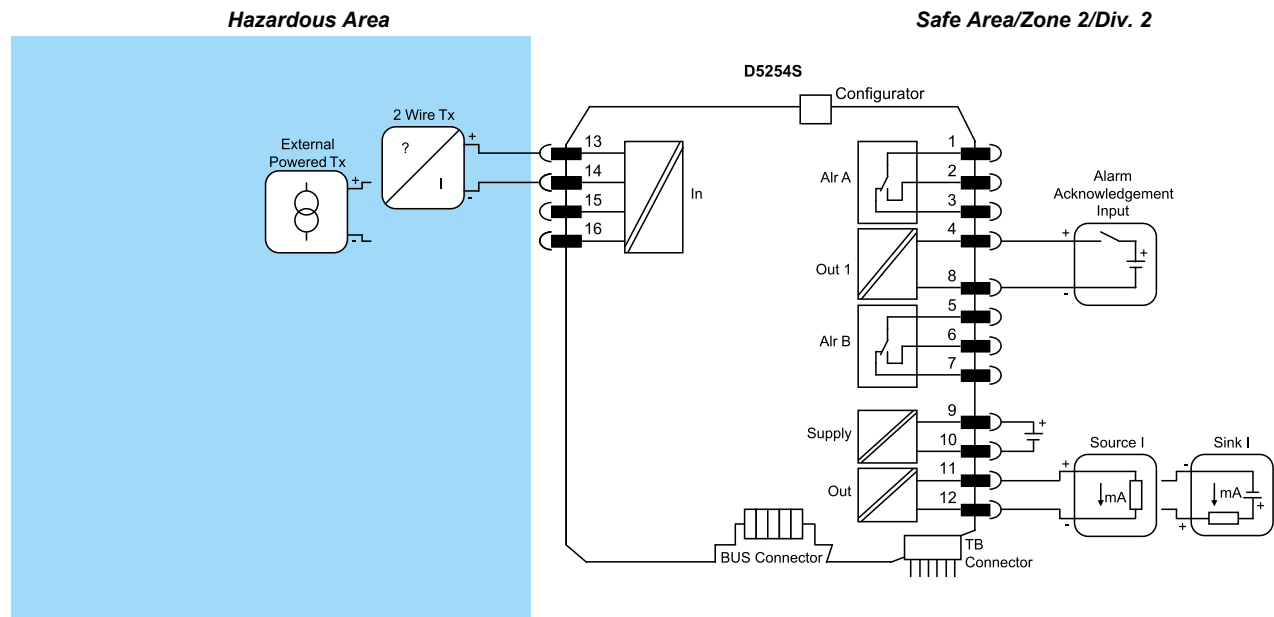 Hazardous Area
Safe Area/Zone 2/Div. 2
D5254S
Configurator
2 Wire Tx
External
Powered Tx
+
-
?
I
+
-
13
14
15
16
In
Alr A
1
2
3
Out 1
4
8
Alr B
5
6
7
Alarm
Acknowledgement
Input
+
-
+
Supply
9
10
+
Out
11
12
Source I
+
-
mA
Sink I
-
+
mA
+
BUS Connector
TB
Connector